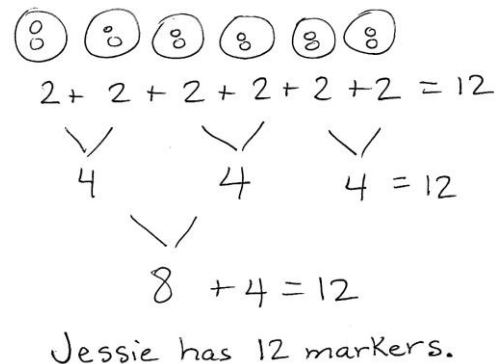 2 + 2 + 2 + 2 + 2 + 2 = 12
4 4 4 = 12
8 + 4 = 12
Jessie has 12 markers.